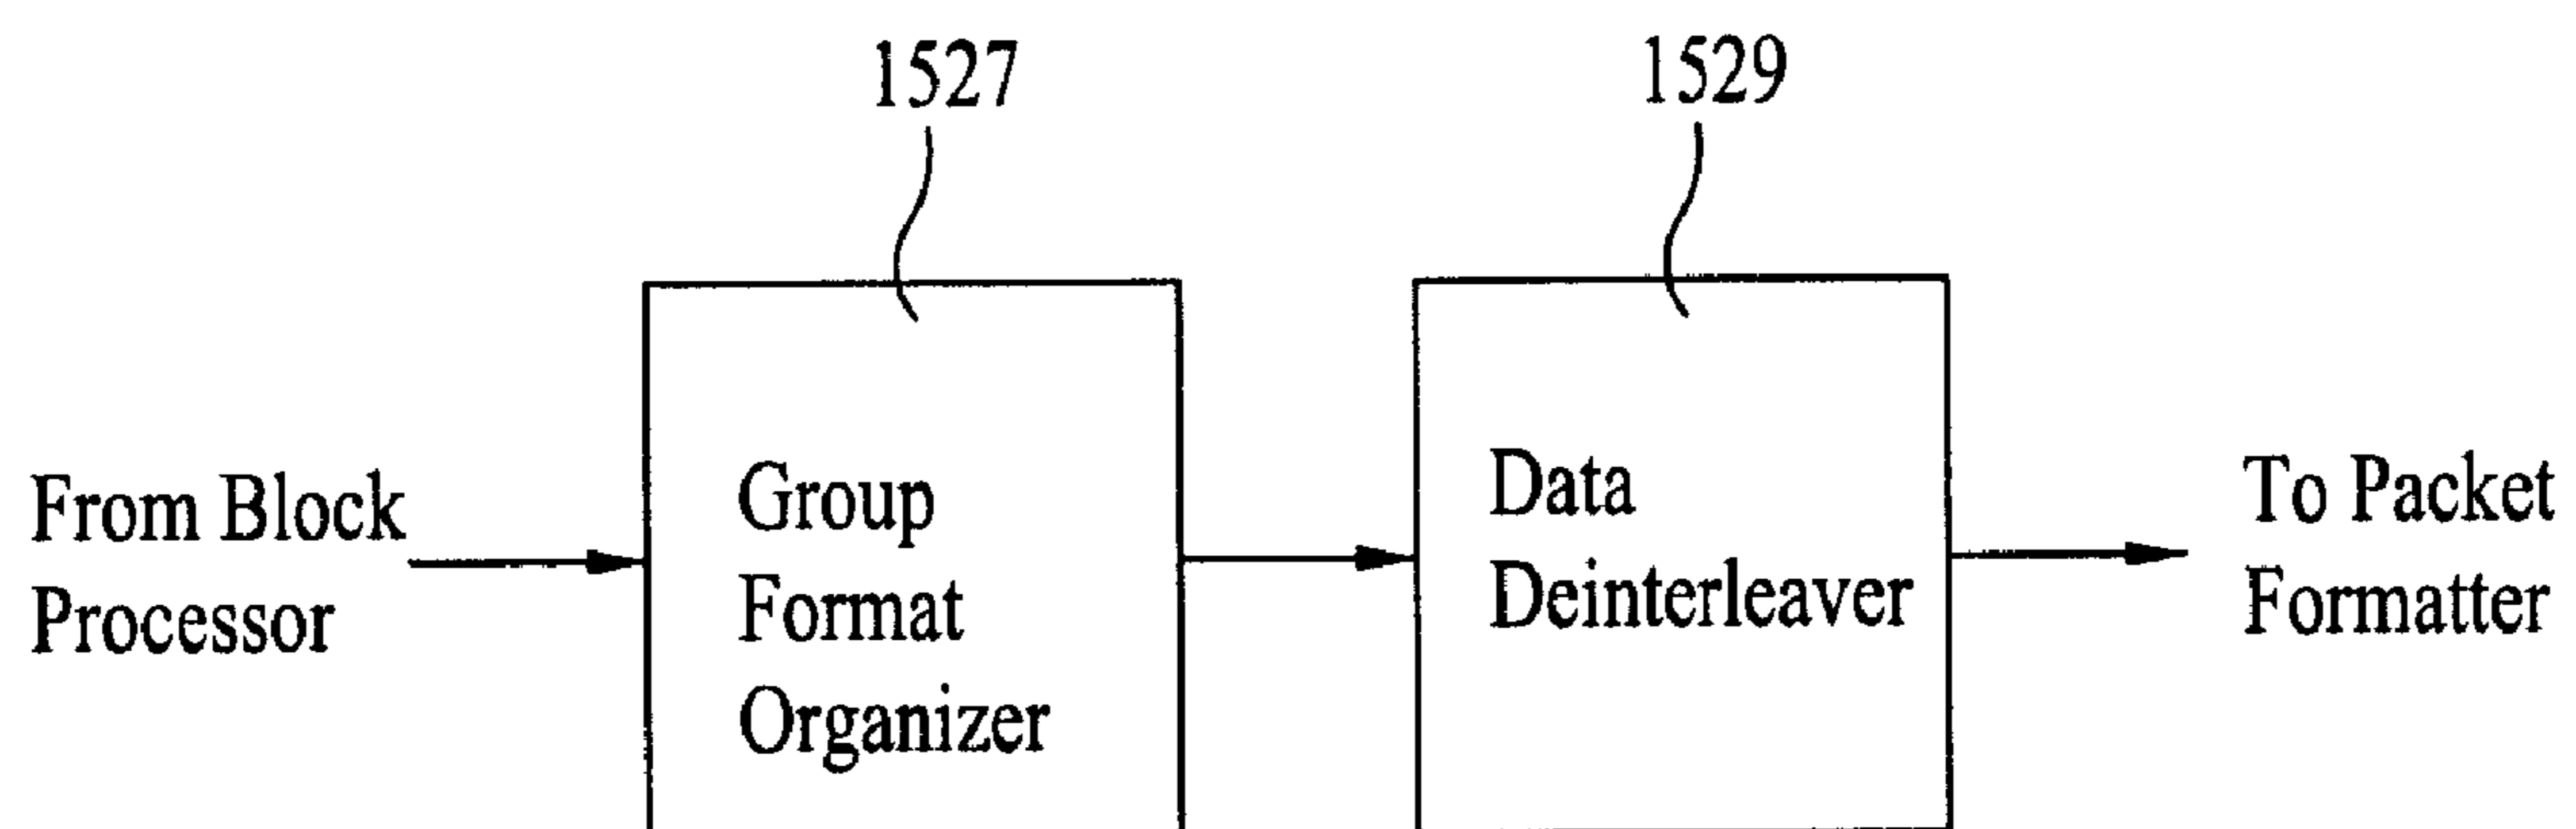 1527
1529
From Block
Processor
Group
Format
Organizer
Data
Deinterleaver
To Packet
Formatter